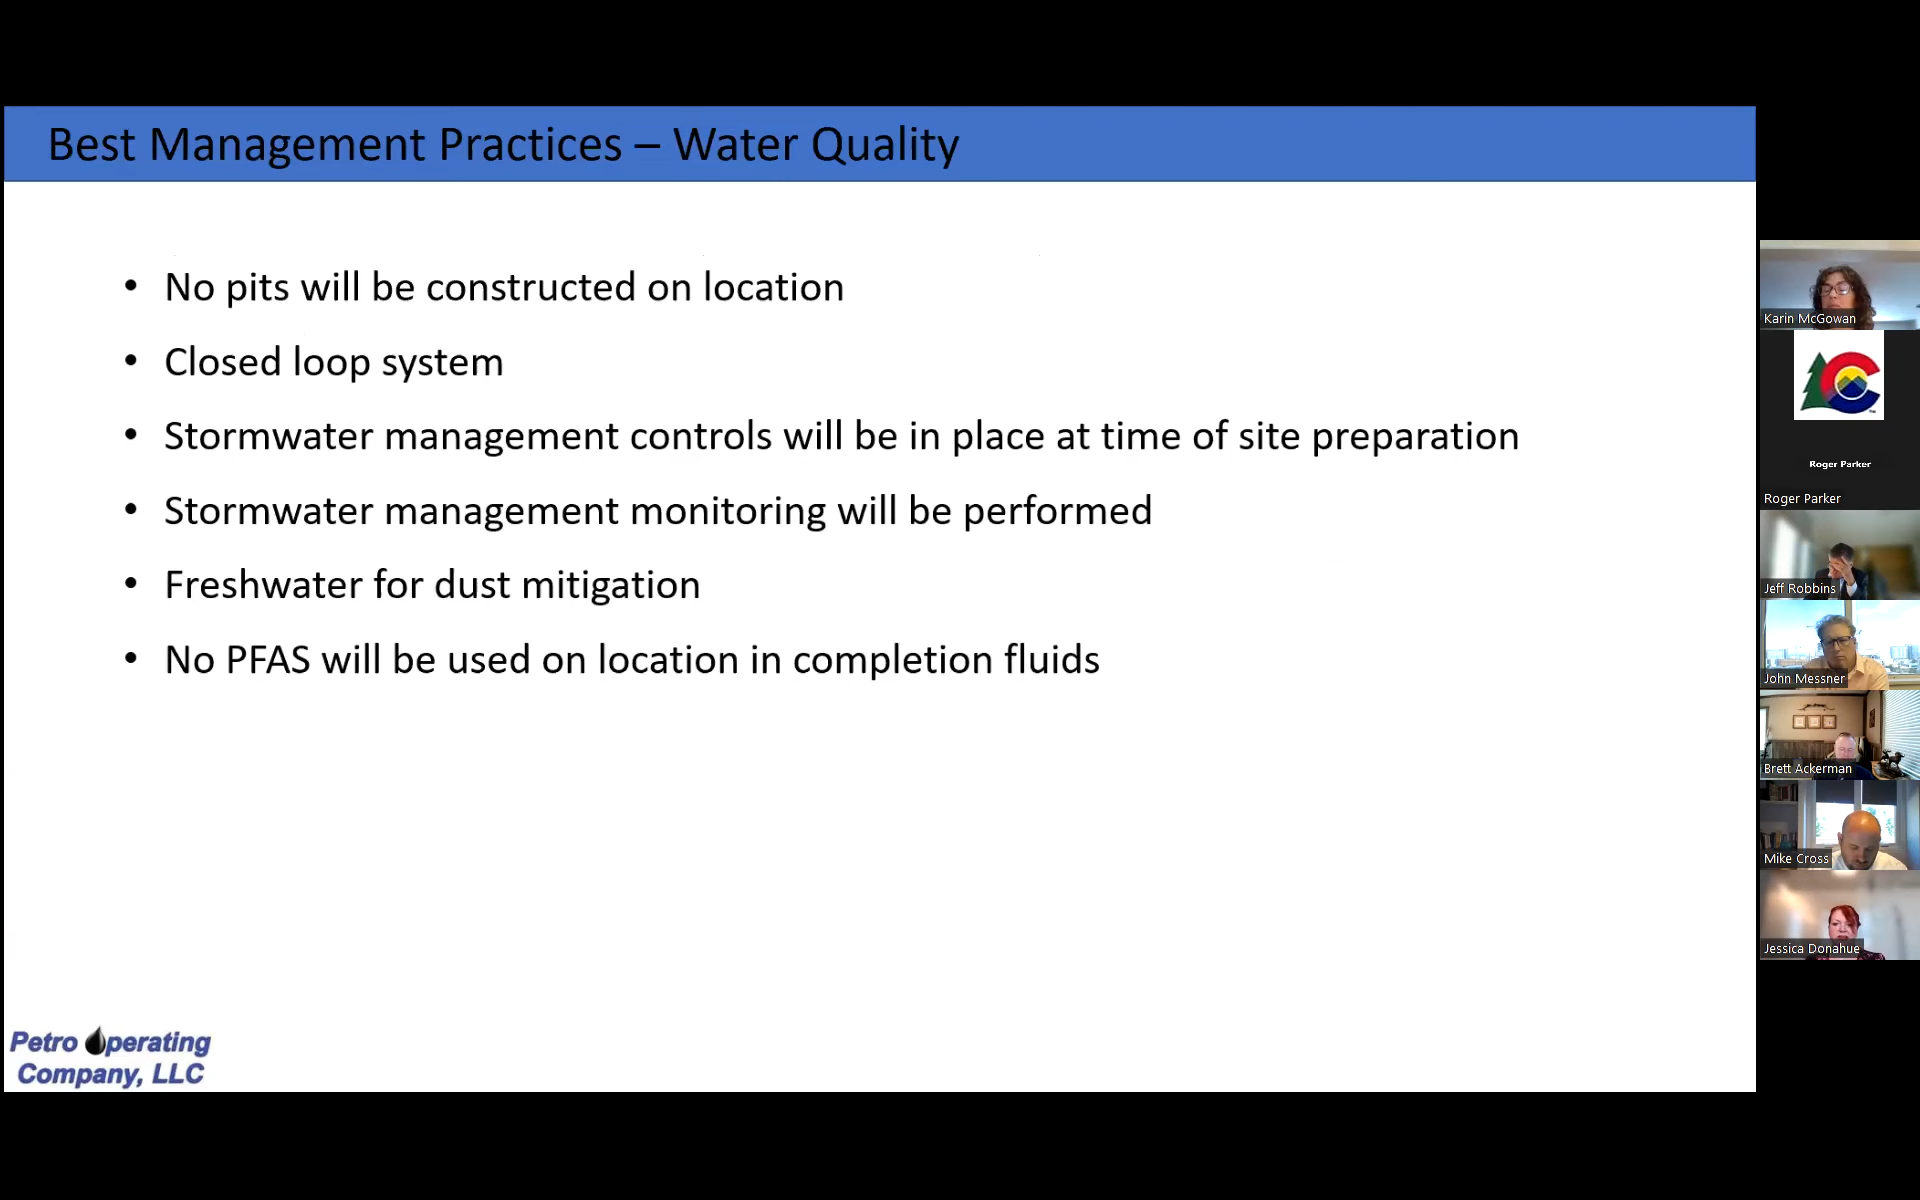 Best Management Practices – Water Quality
• No pits will be constructed on location
• Closed loop system
• Stormwater management controls will be in place at time of site preparation
• Stormwater management monitoring will be performed
• Freshwater for dust mitigation
• No PFAS will be used on location in completion fluids
Petro Operating
Company, LLC
Karin McGowan
Roger Parker
Roger Parker
Jeff Robbins
John Messner
Brett Ackerman
Mike Cross
Jessica Donahue